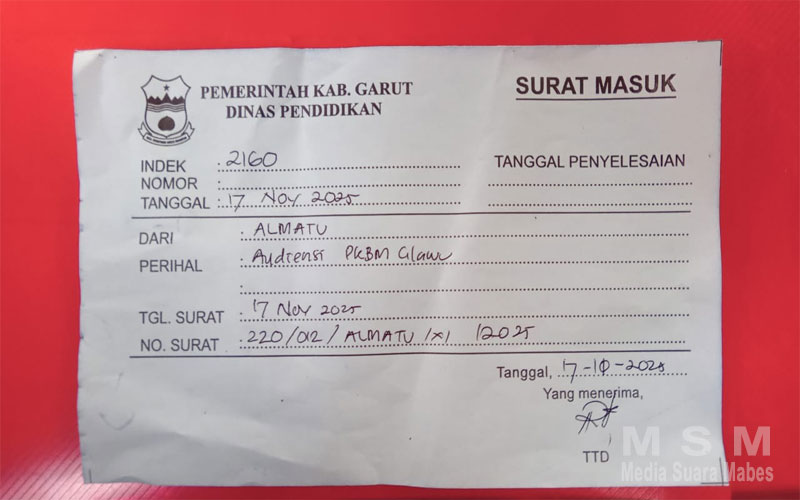 PEMERINTAH KAB. GARUT
DINAS PENDIDIKAN
SURAT MASUK
INDEK : 2160
NOMOR :
TANGGAL : 17 Nov 2025
TANGGAL PENYELESAIAN
DARI : ALMATU
PERIHAL : Audiensi PKBM Cilawu
TGL. SURAT : 17 Nov 2025
NO. SURAT : 220/012/ALMATU/XI/2025
Tanggal, 17-10-2025
Yang menerima,
TTD
M S M
Media Suara Mabes